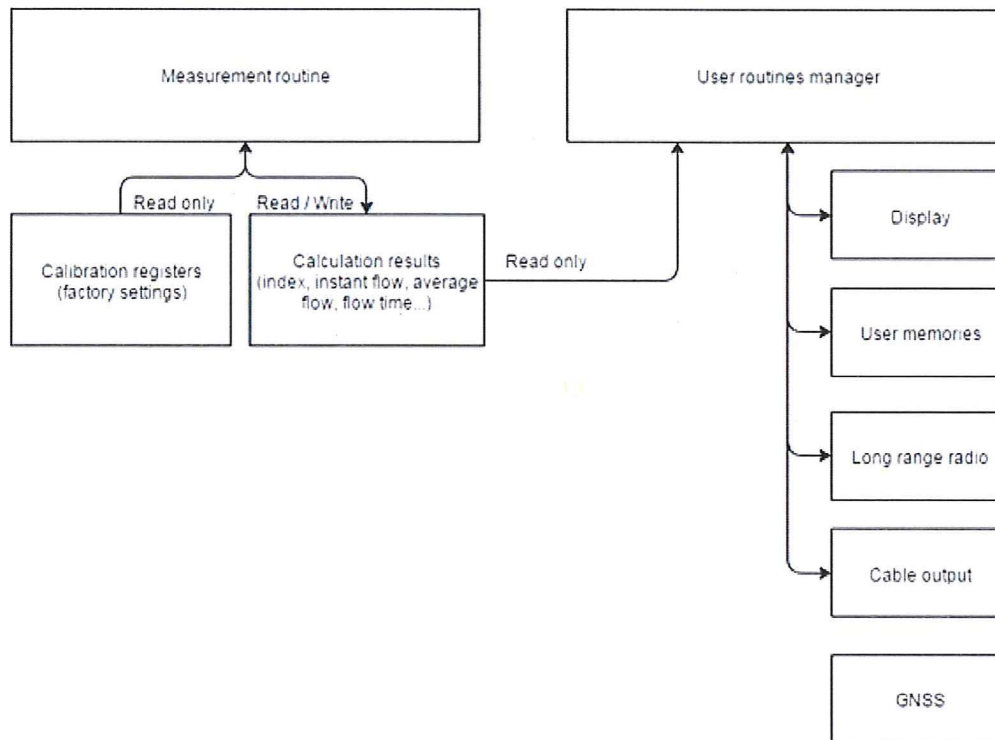 Measurement routine
User routines manager
Read only
Read / Write
Display
Calibration registers
(factory settings)
Calculation results
(index, instant flow, average
flow, flow time...)
Read only
User memories
Long range radio
Cable output
GNSS